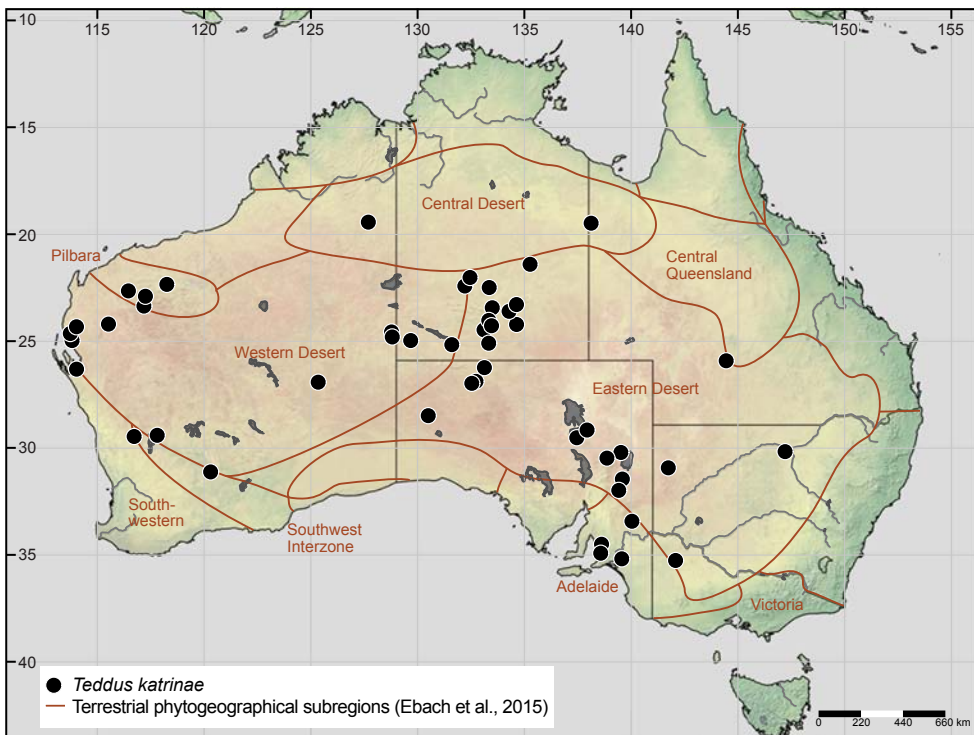 10
115
120
125
130
135
140
145
150
155
15
20
25
30
35
40
Central Desert
Pilbara
Central
Queensland
Western Desert
Eastern Desert
South-
western
Southwest
Interzone
Adelaide
Victoria
Teddus katrinae
Terrestrial phytogeographical subregions (Ebach et al., 2015)
0 220 440 660 km